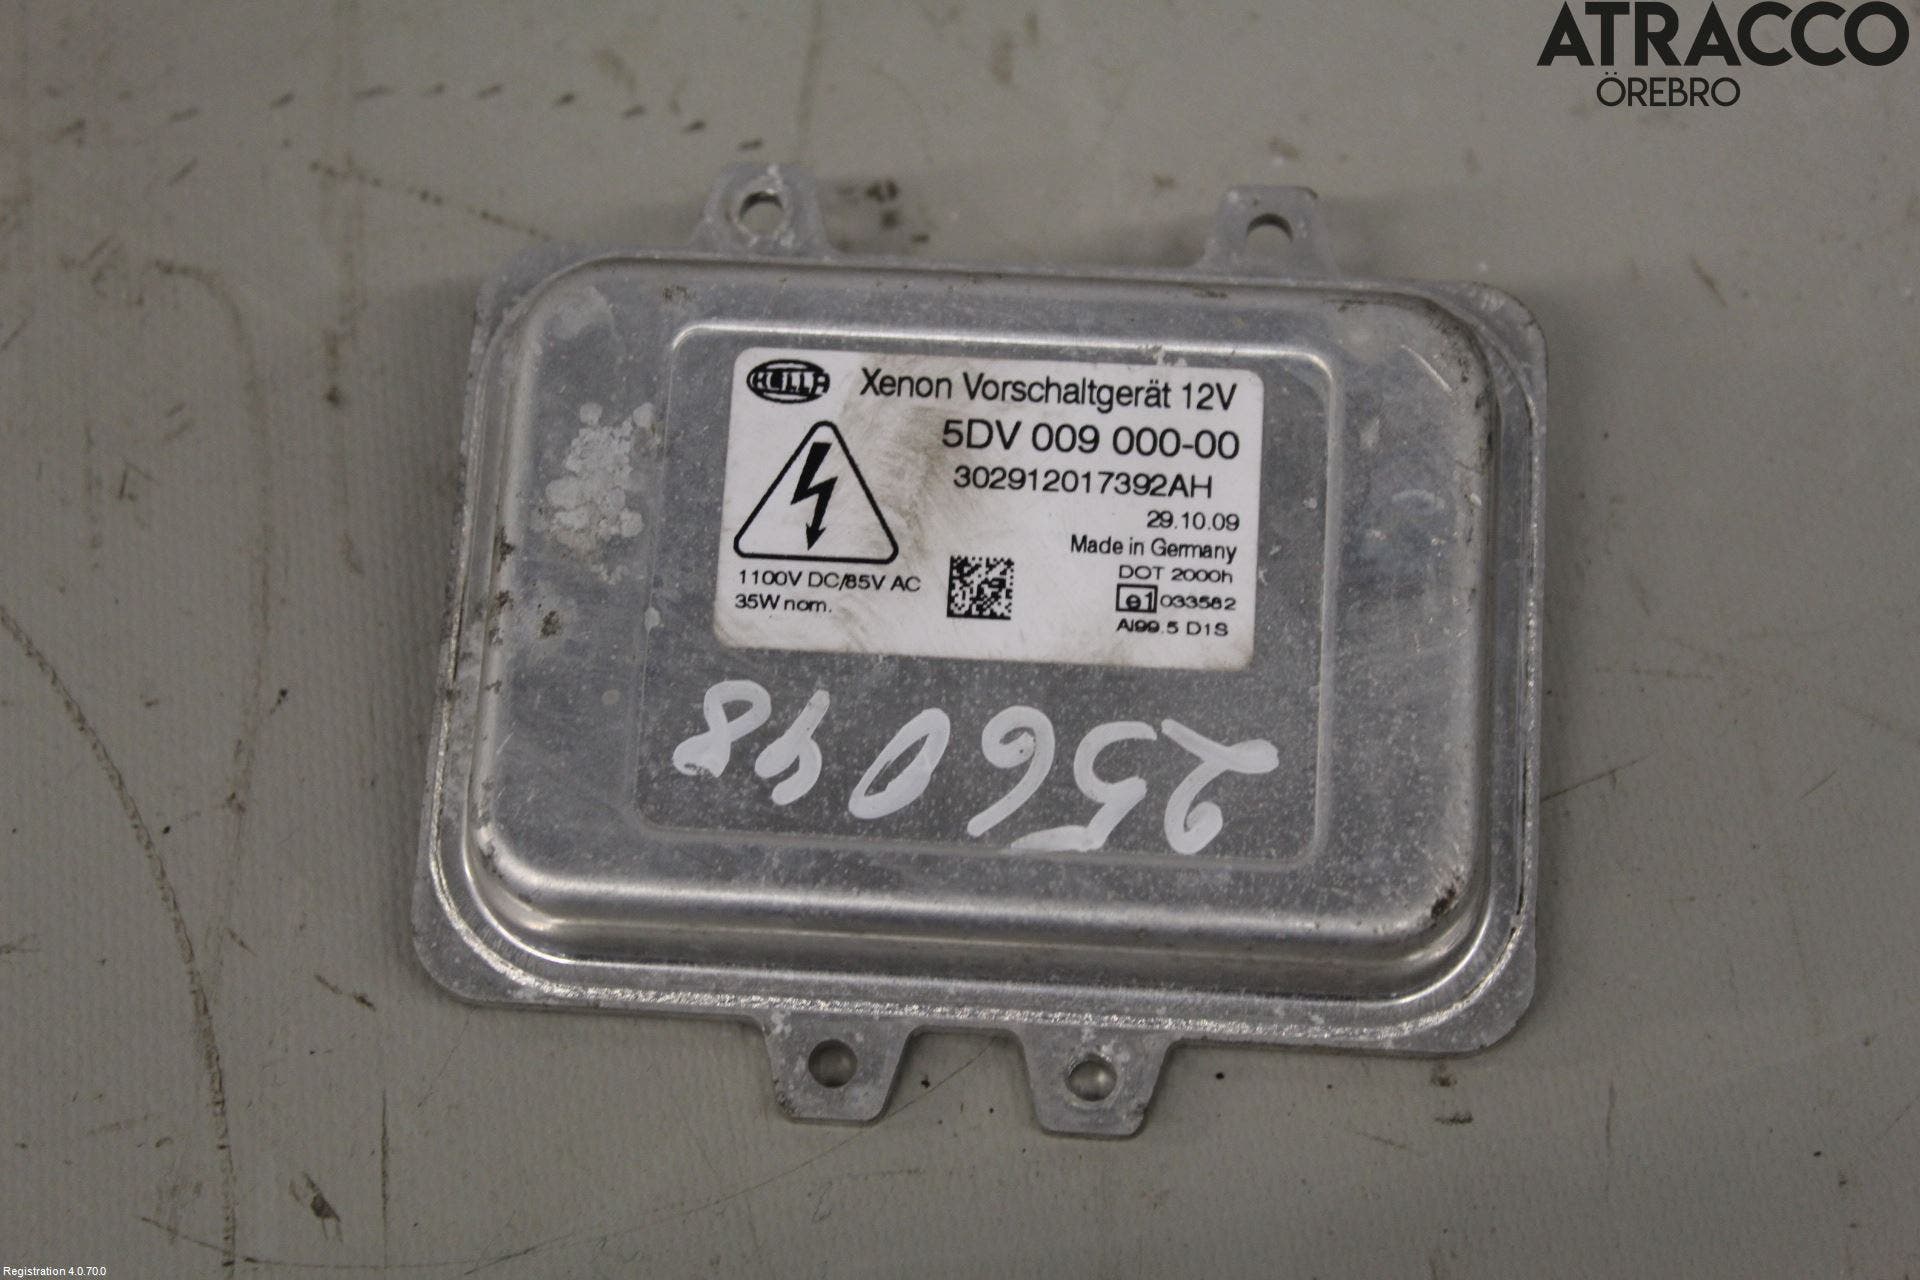 ATRACCO
ÖREBRO
HELLA
Xenon Vorschaltgerät 12V
5DV 009 000-00
302912017392AH
29.10.09
Made in Germany
1100V DC/85V AC
35W nom.
DOT 2000h
e1 033582
Al99.5 D1S
256048
Registration 4.0.70.0